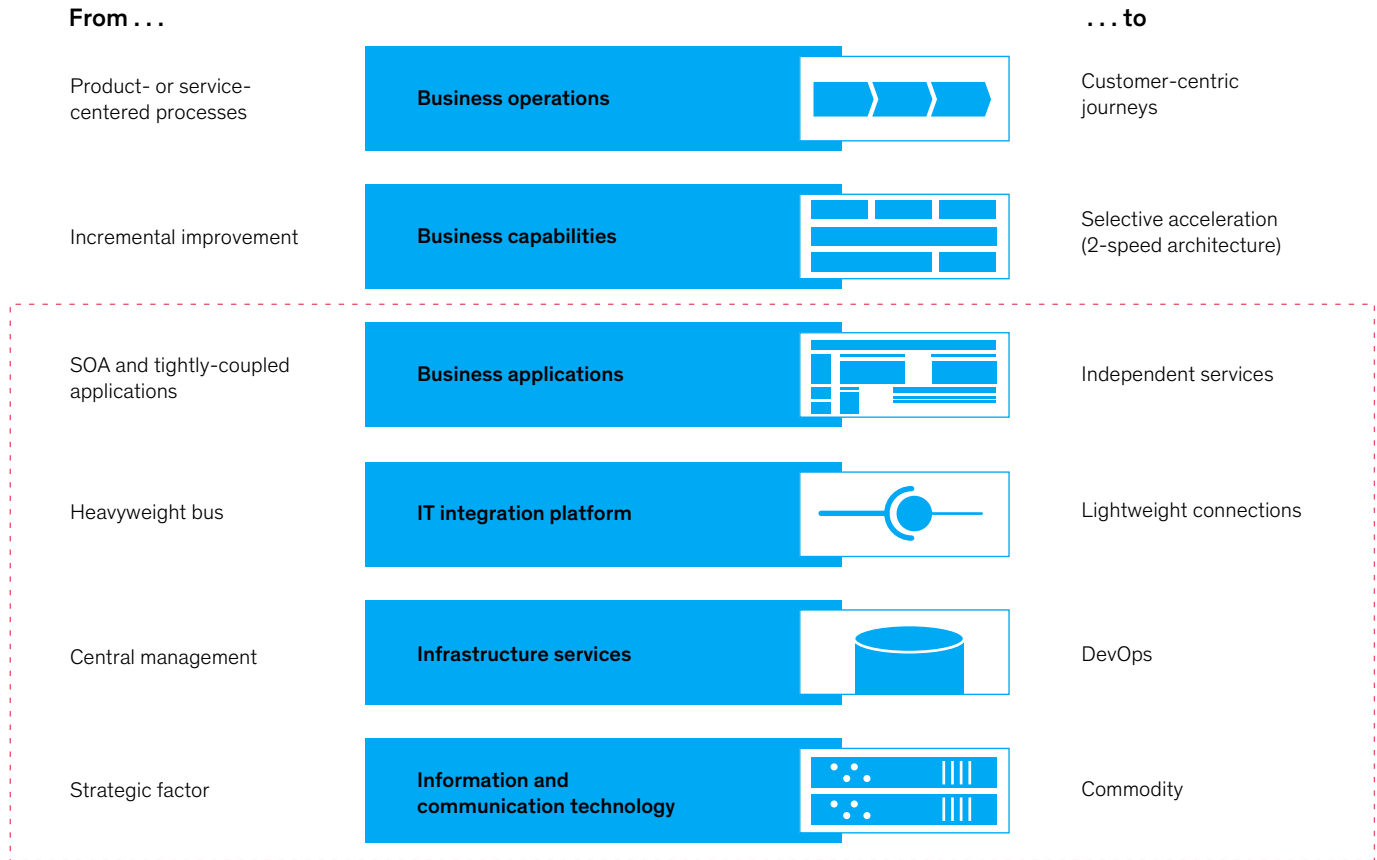 From . . .
. . . to
Product- or service-
centered processes
Business operations
Customer-centric
journeys
Incremental improvement
Business capabilities
Selective acceleration
(2-speed architecture)
SOA and tightly-coupled
applications
Business applications
Independent services
Heavyweight bus
IT integration platform
Lightweight connections
Central management
Infrastructure services
DevOps
Strategic factor
Information and
communication technology
Commodity